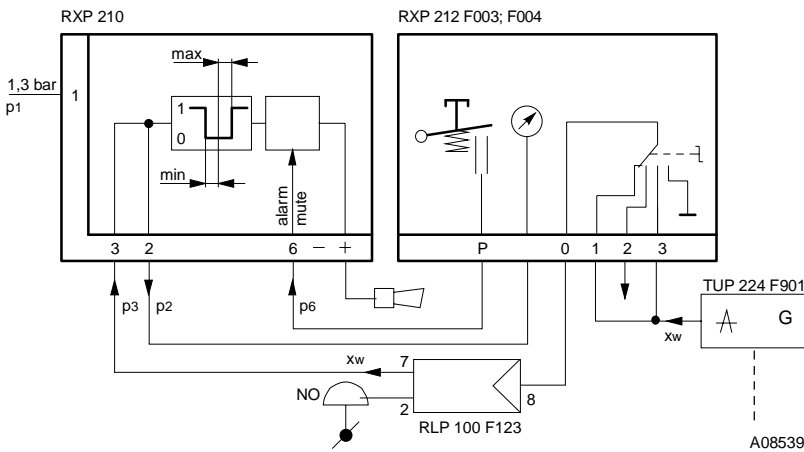 RXP 210
RXP 212 F003; F004
max
1,3 bar
p1
1
1
0
min
alarm
mute
3 2 6 – +
P 0 1 2 3
p3
p2
p6
TUP 224 F901
G
xw
xw
7
NO
2
8
RLP 100 F123
A08539